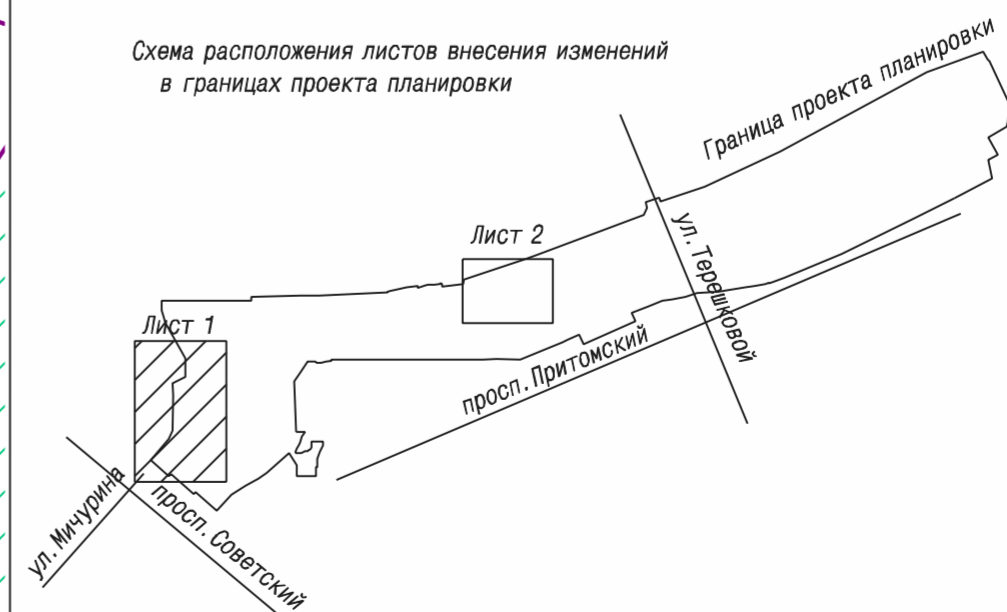 Схема расположения листов внесения изменений
в границах проекта планировки
Граница проекта планировки
Лист 2
ул. Терешковой
Лист 1
просп. Притомский
ул. Мичурина
просп. Советский